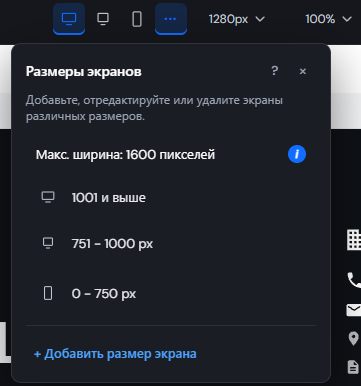 1280px 100%
Размеры экранов ? ×
Добавьте, отредактируйте или удалите экраны
различных размеров.
Макс. ширина: 1600 пикселей i
1001 и выше
751 – 1000 px
0 – 750 px
+ Добавить размер экрана